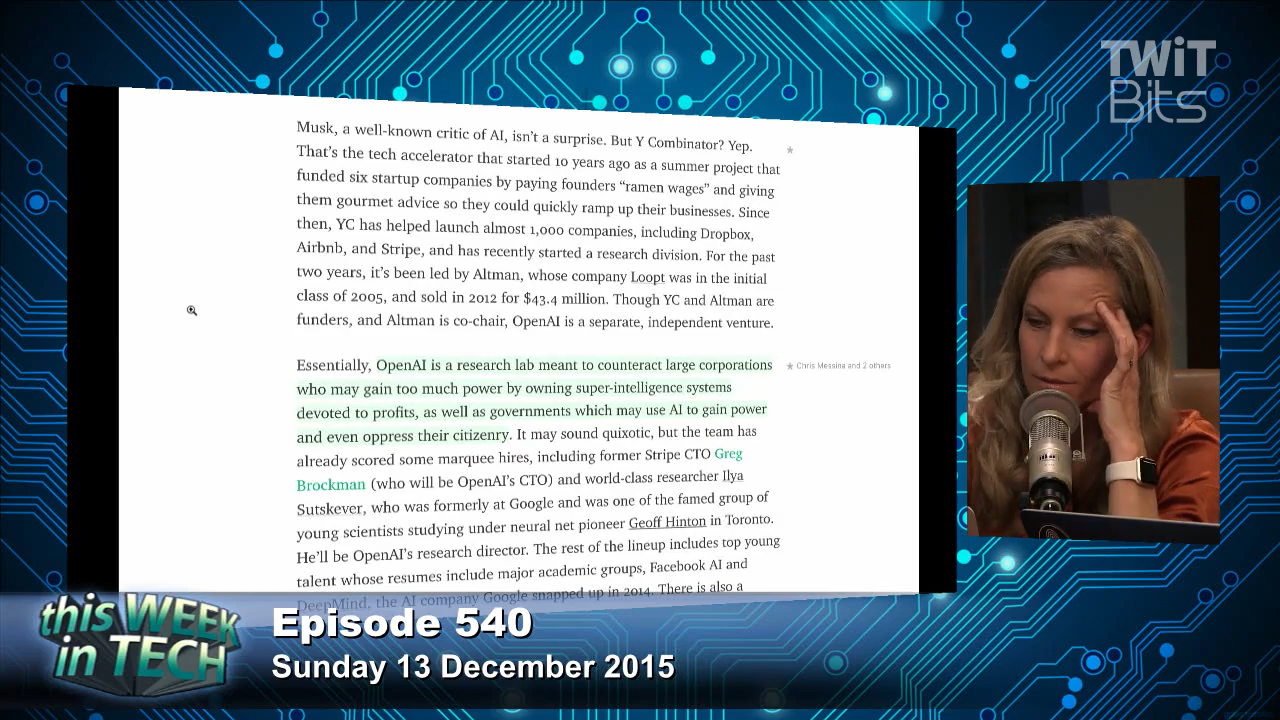 TWiT
Bits
Musk, a well-known critic of AI, isn’t a surprise. But Y Combinator? Yep.
That’s the tech accelerator that started 10 years ago as a summer project that
funded six startup companies by paying founders “ramen wages” and giving
them gourmet advice so they could quickly ramp up their businesses. Since
then, YC has helped launch almost 1,000 companies, including Dropbox,
Airbnb, and Stripe, and has recently started a research division. For the past
two years, it’s been led by Altman, whose company Loopt was in the initial
class of 2005, and sold in 2012 for $43.4 million. Though YC and Altman are
funders, and Altman is co-chair, OpenAI is a separate, independent venture.
Essentially, OpenAI is a research lab meant to counteract large corporations
who may gain too much power by owning super-intelligence systems
devoted to profits, as well as governments which may use AI to gain power
and even oppress their citizenry. It may sound quixotic, but the team has
already scored some marquee hires, including former Stripe CTO Greg
Brockman (who will be OpenAI’s CTO) and world-class researcher Ilya
Sutskever, who was formerly at Google and was one of the famed group of
young scientists studying under neural net pioneer Geoff Hinton in Toronto.
He’ll be OpenAI’s research director. The rest of the lineup includes top young
talent whose resumes include major academic groups, Facebook AI and
DeepMind, the AI company Google snapped up in 2014. There is also a
Chris Messina and 2 others
this WEEK
in TECH
Episode 540
Sunday 13 December 2015